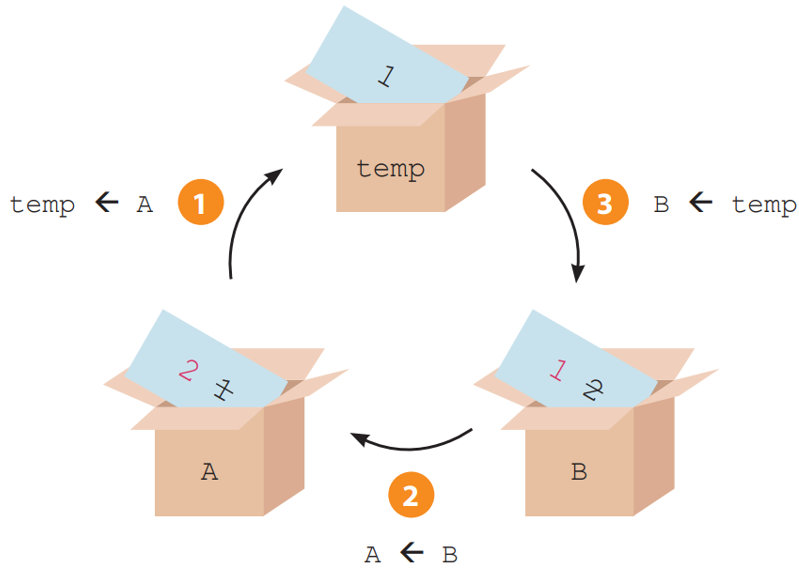 1
temp
temp ← A 1
3 B ← temp
2 1
A
1 2
B
2
A ← B